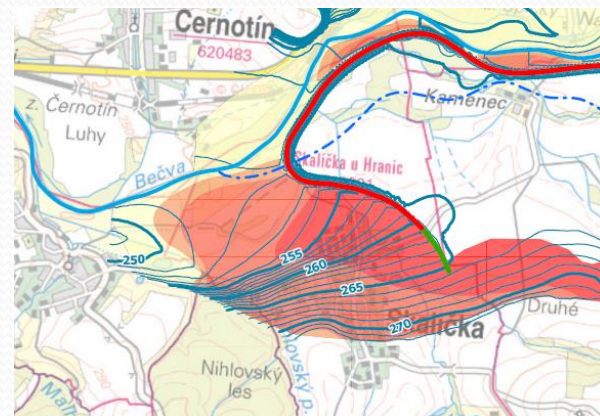 Černotín
620483
z. Černotín
Luhy
Bečva
Kamenec
Skalička u Hranic
250
255
260
265
270
Skalička
Druhé
Nihlovský
les